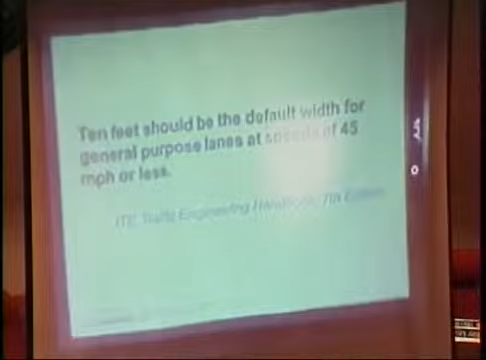 Ten feet should be the default width for
general purpose lanes at speeds of 45
mph or less.
ITE Traffic Engineering Handbook, 7th Edition